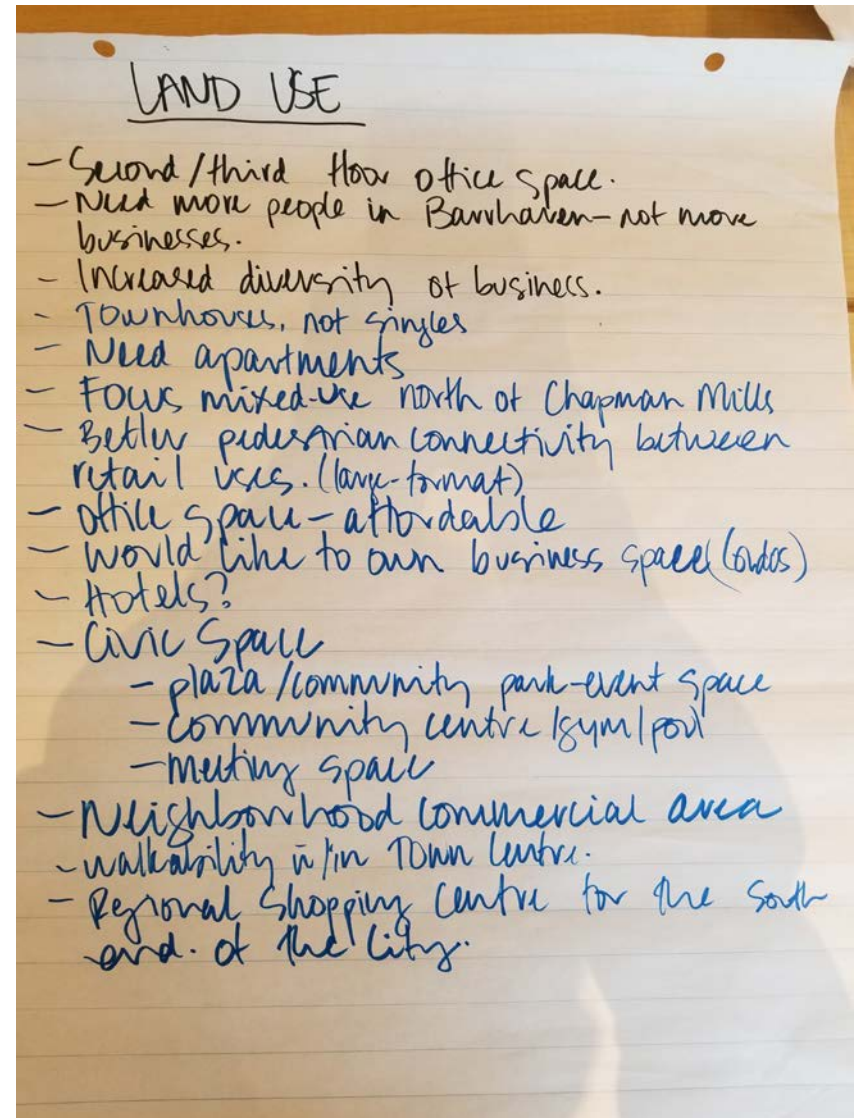 LAND USE
- Second/third floor office space.
- Need more people in Barrhaven - not more
businesses.
- Increased diversity of business.
- Townhouses, not singles
- Need apartments
- Focus mixed-use north of Chapman Mills
- Better pedestrian connectivity between
retail uses. (large-format)
- Office space - affordable
- Would like to own business space (condos)
- Hotels?
- Civic Space
- plaza/community park - event space
- Community centre/gym/pool
- Meeting space
- Neighbourhood commercial area
- walkability w/in Town Centre.
- Regional Shopping Centre for the South
end. of the City.